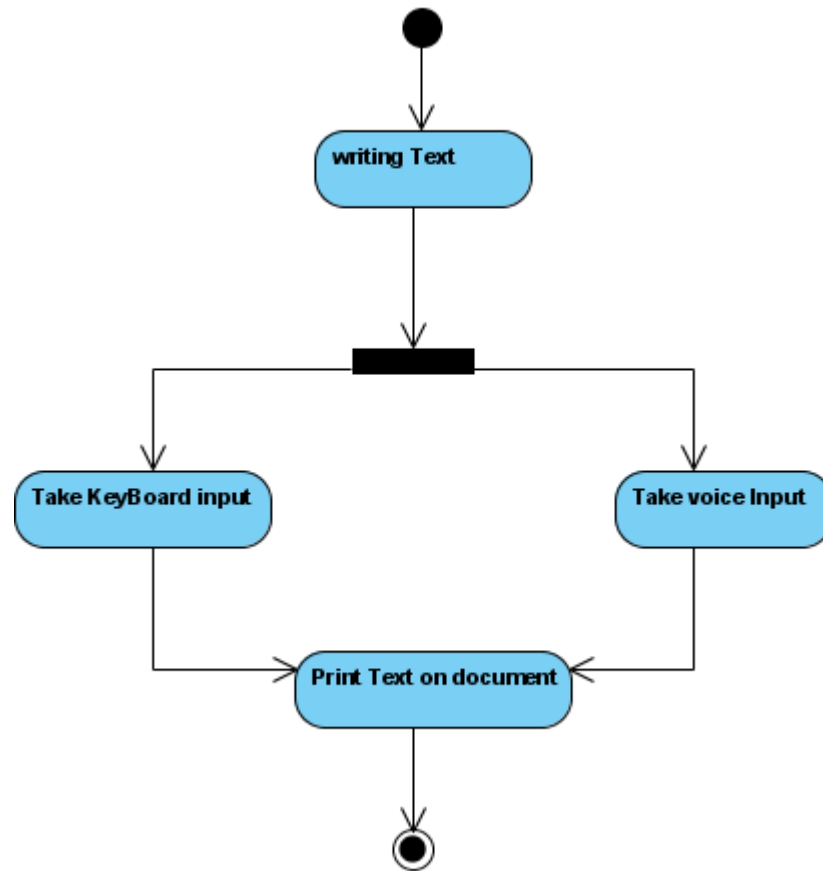 writing Text
Take KeyBoard input
Take voice Input
Print Text on document